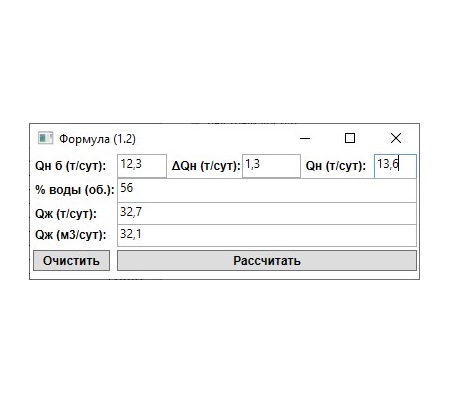 Формула (1.2)
Qн б (т/сут): 12,3 ΔQн (т/сут): 1,3 Qн (т/сут): 13,6
% воды (об.): 56
Qж (т/сут): 32,7
Qж (м3/сут): 32,1
Очистить Рассчитать